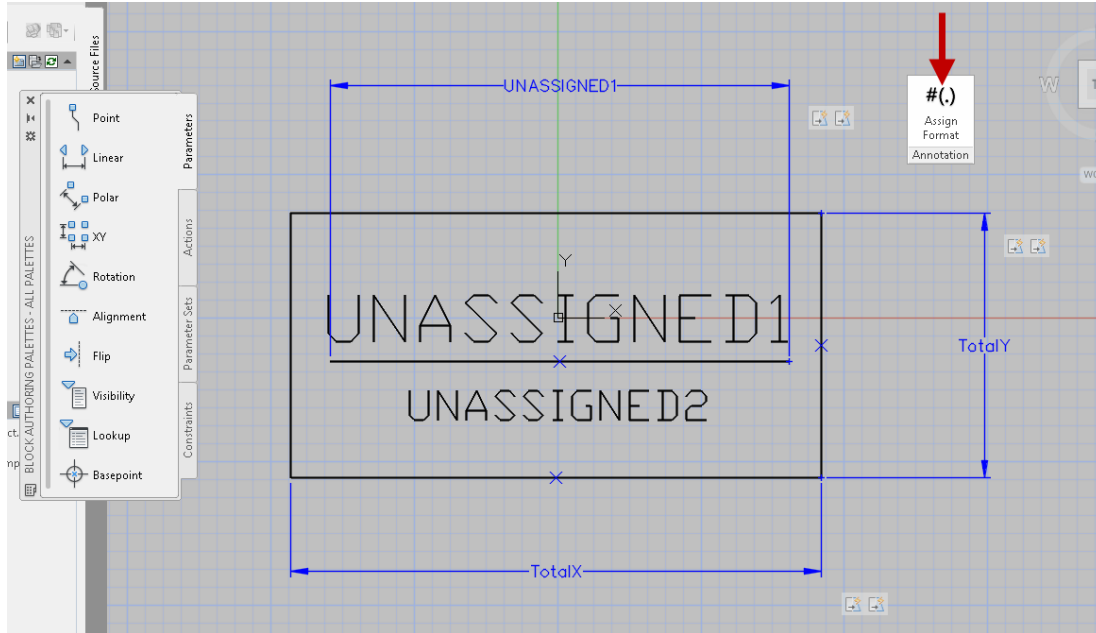 Source Files
BLOCK AUTHORING PALETTES - ALL PALETTES
Point
Linear
Polar
XY
Rotation
Alignment
Flip
Visibility
Lookup
Basepoint
Parameters
Actions
Parameter Sets
Constraints
UNASSIGNED1
#(.)
Assign
Format
Annotation
W
Y
UNASSIGNED1
UNASSIGNED2
TotalY
TotalX